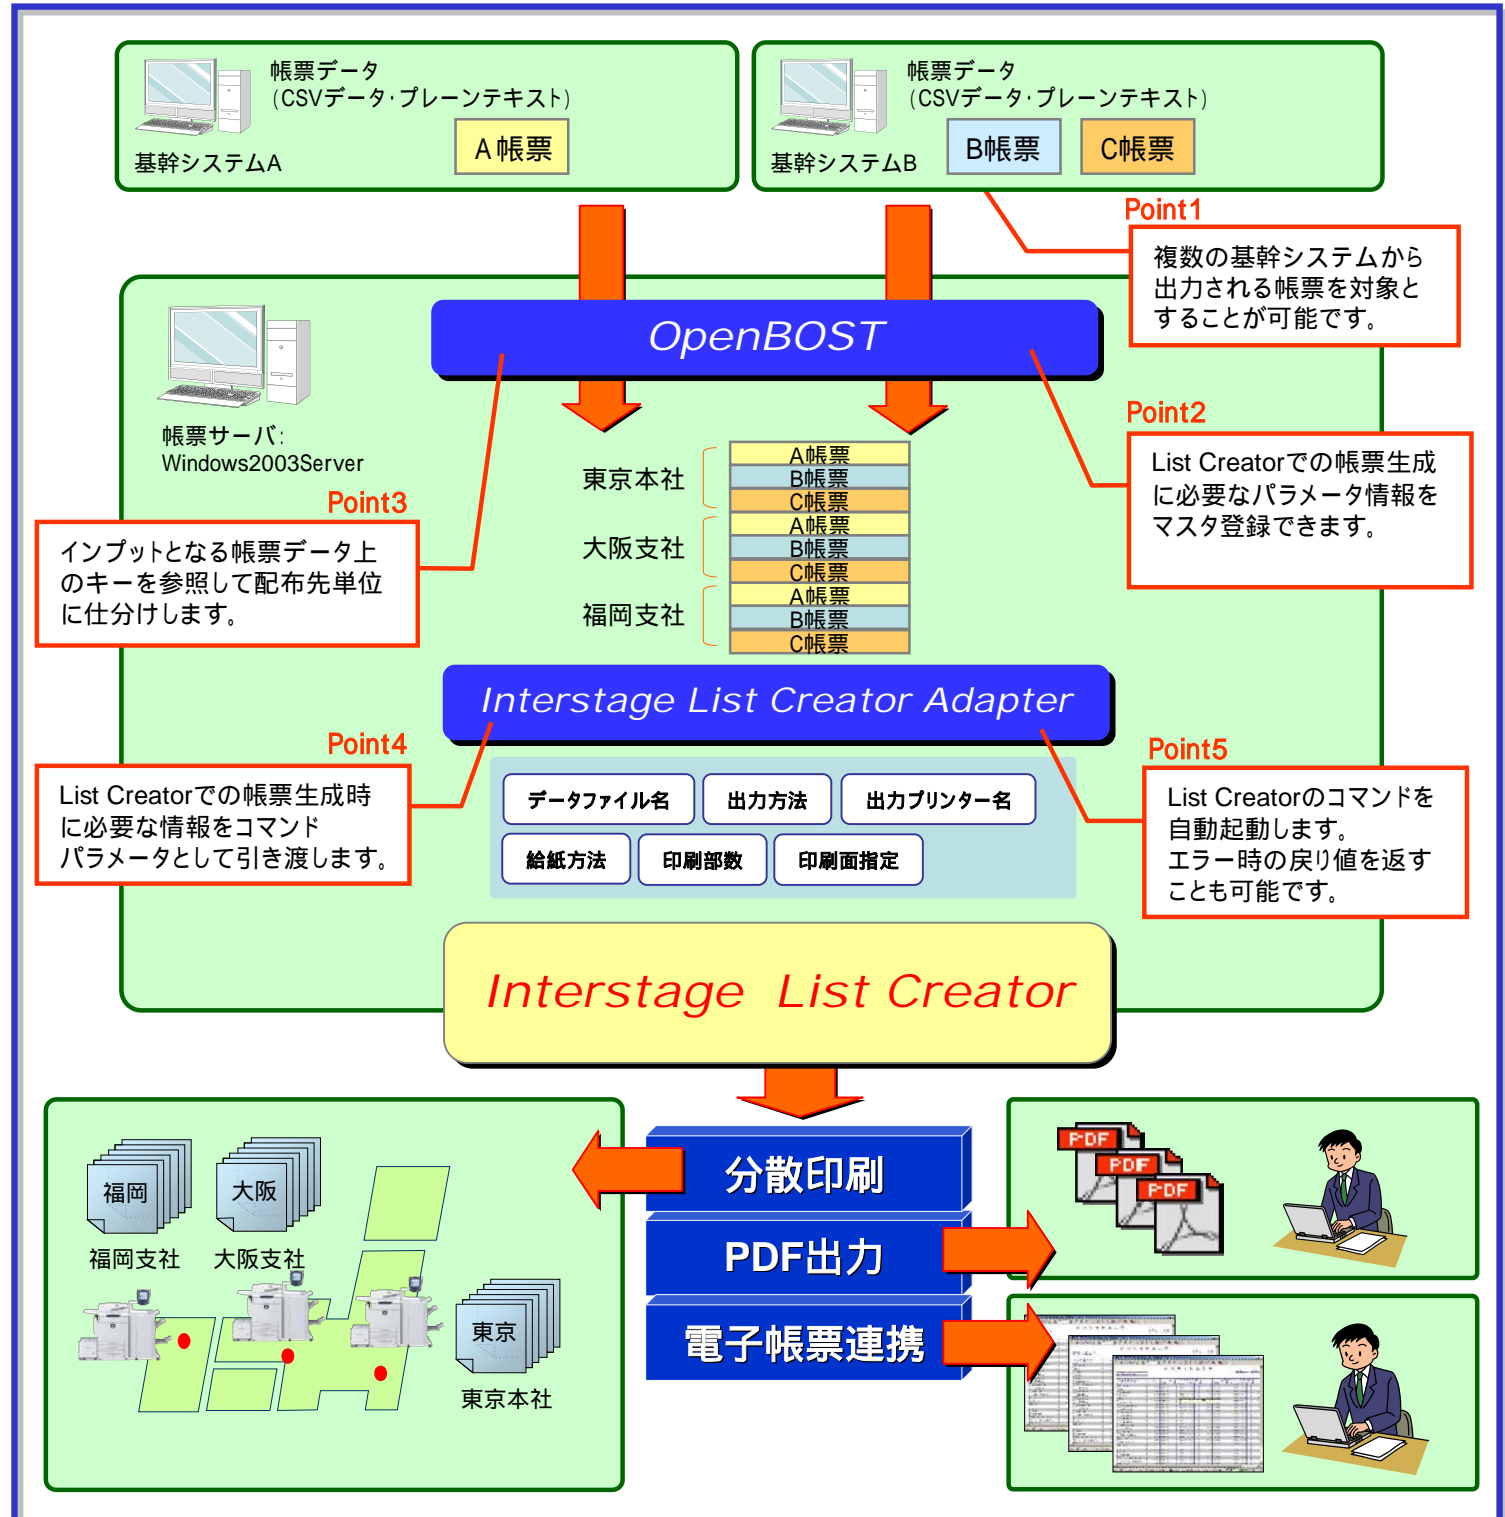 帳票データ
(CSVデータ・プレーンテキスト)
A帳票
基幹システムA
帳票データ
(CSVデータ・プレーンテキスト)
B帳票
C帳票
基幹システムB
Point1
複数の基幹システムから
出力される帳票を対象と
することが可能です。
OpenBOST
帳票サーバ:
Windows2003Server
Point2
List Creatorでの帳票生成
に必要なパラメータ情報を
マスタ登録できます。
Point3
インプットとなる帳票データ上
のキーを参照して配布先単位
に仕分けします。
東京本社
A帳票
B帳票
C帳票
大阪支社
A帳票
B帳票
C帳票
福岡支社
A帳票
B帳票
C帳票
Interstage List Creator Adapter
Point4
List Creatorでの帳票生成時
に必要な情報をコマンド
パラメータとして引き渡します。
データファイル名
出力方法
出力プリンター名
給紙方法
印刷部数
印刷面指定
Point5
List Creatorのコマンドを
自動起動します。
エラー時の戻り値を返す
ことも可能です。
Interstage List Creator
分散印刷
PDF出力
電子帳票連携
福岡
福岡支社
大阪
大阪支社
東京
東京本社
PDF
PDF
PDF